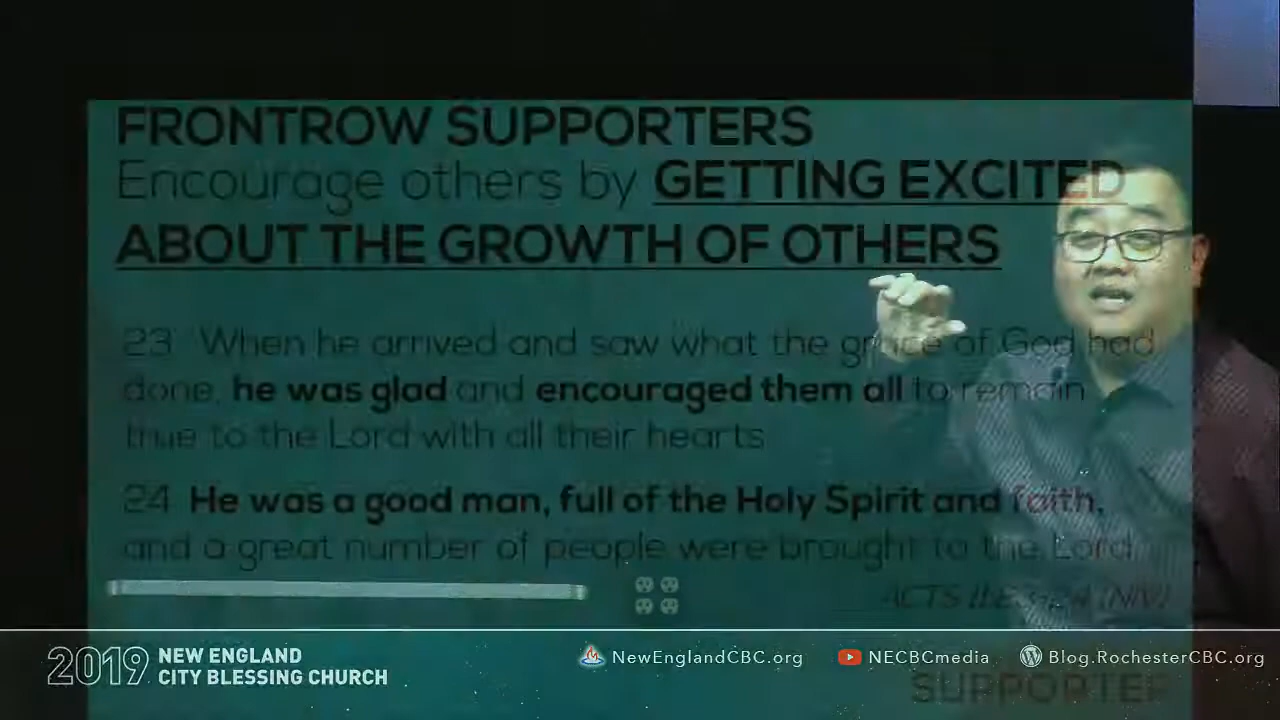 FRONTROW SUPPORTERS
Encourage others by GETTING EXCITED
ABOUT THE GROWTH OF OTHERS
23 When he arrived and saw what the grace of God had
done, he was glad and encouraged them all to remain
true to the Lord with all their hearts
24 He was a good man, full of the Holy Spirit and faith,
and a great number of people were brought to the Lord
ACTS (NIV)
2019 NEW ENGLAND
CITY BLESSING CHURCH
NewEnglandCBC.org
NECBCmedia
Blog.RochesterCBC.org
SUPPORTER